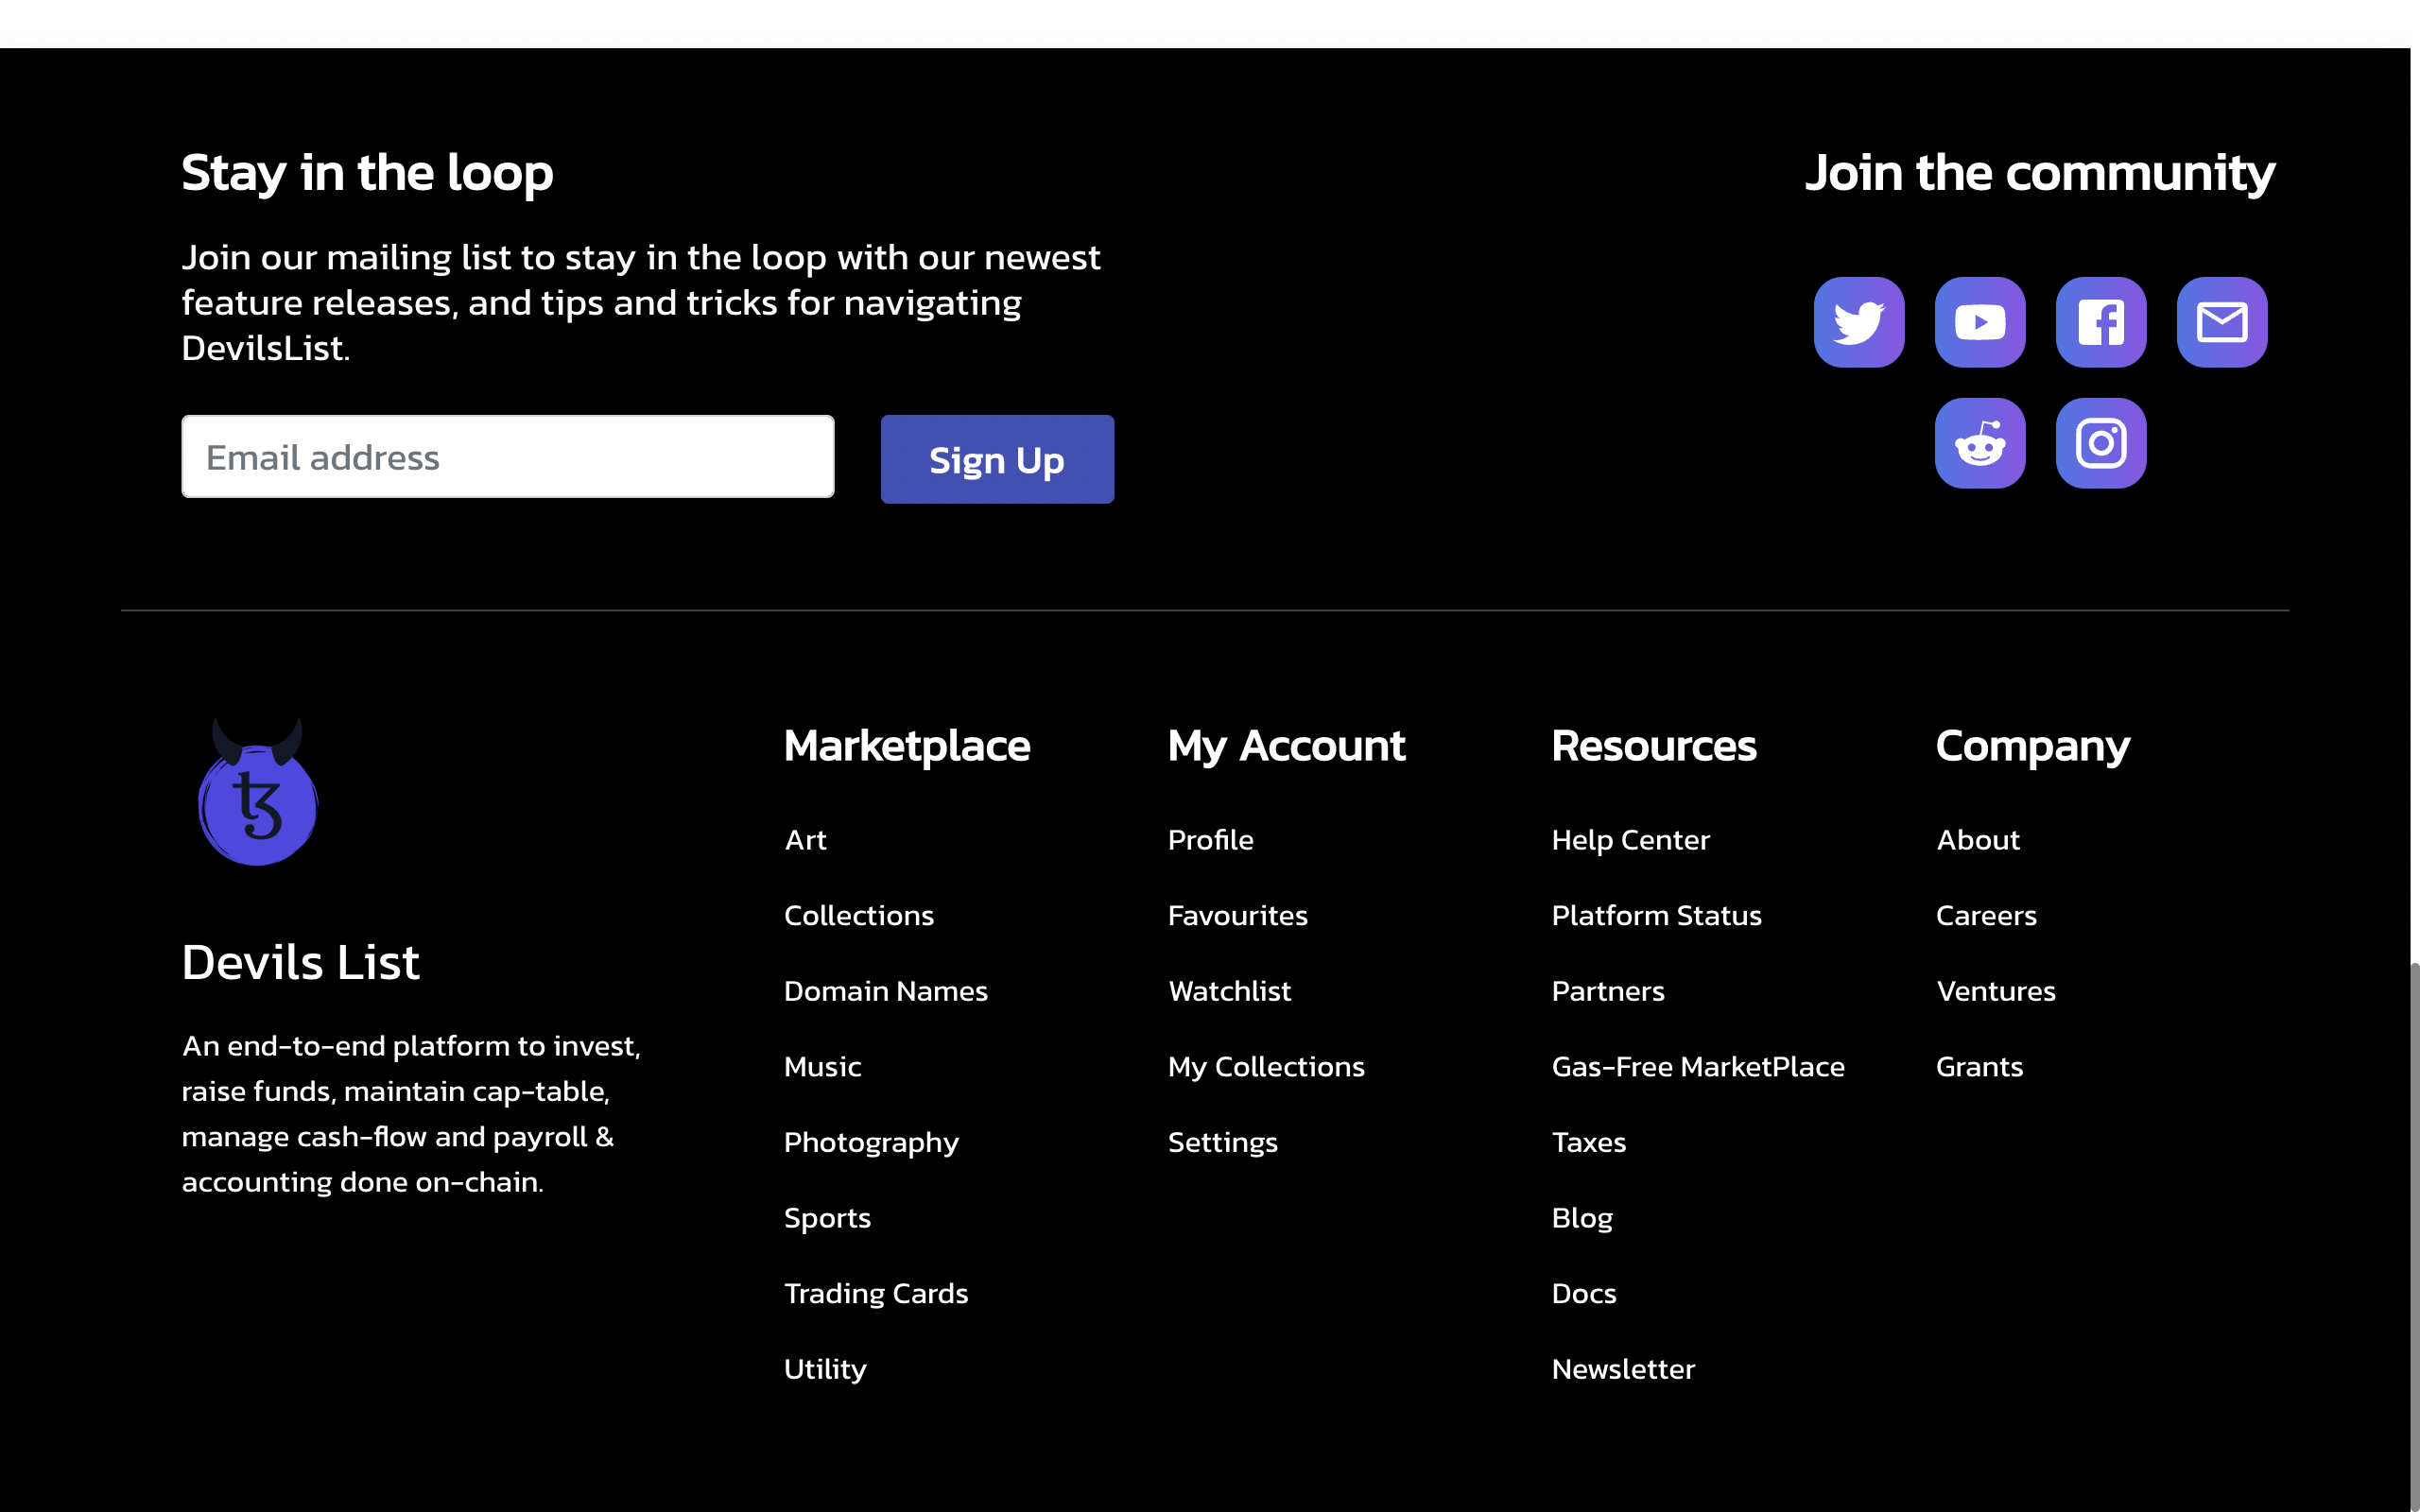 Stay in the loop
Join our mailing list to stay in the loop with our newest
feature releases, and tips and tricks for navigating
DevilsList.
Email address
Sign Up
Join the community
ꜩ
Devils List
An end-to-end platform to invest,
raise funds, maintain cap-table,
manage cash-flow and payroll &
accounting done on-chain.
Marketplace
Art
Collections
Domain Names
Music
Photography
Sports
Trading Cards
Utility
My Account
Profile
Favourites
Watchlist
My Collections
Settings
Resources
Help Center
Platform Status
Partners
Gas-Free MarketPlace
Taxes
Blog
Docs
Newsletter
Company
About
Careers
Ventures
Grants